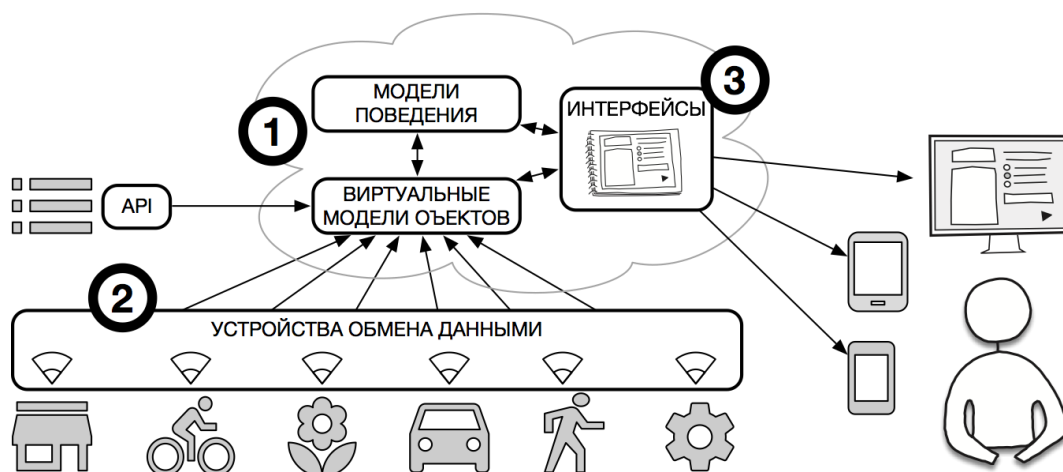 1
МОДЕЛИ
ПОВЕДЕНИЯ
3
ИНТЕРФЕЙСЫ
API
ВИРТУАЛЬНЫЕ
МОДЕЛИ ОЪЕКТОВ
2
УСТРОЙСТВА ОБМЕНА ДАННЫМИ